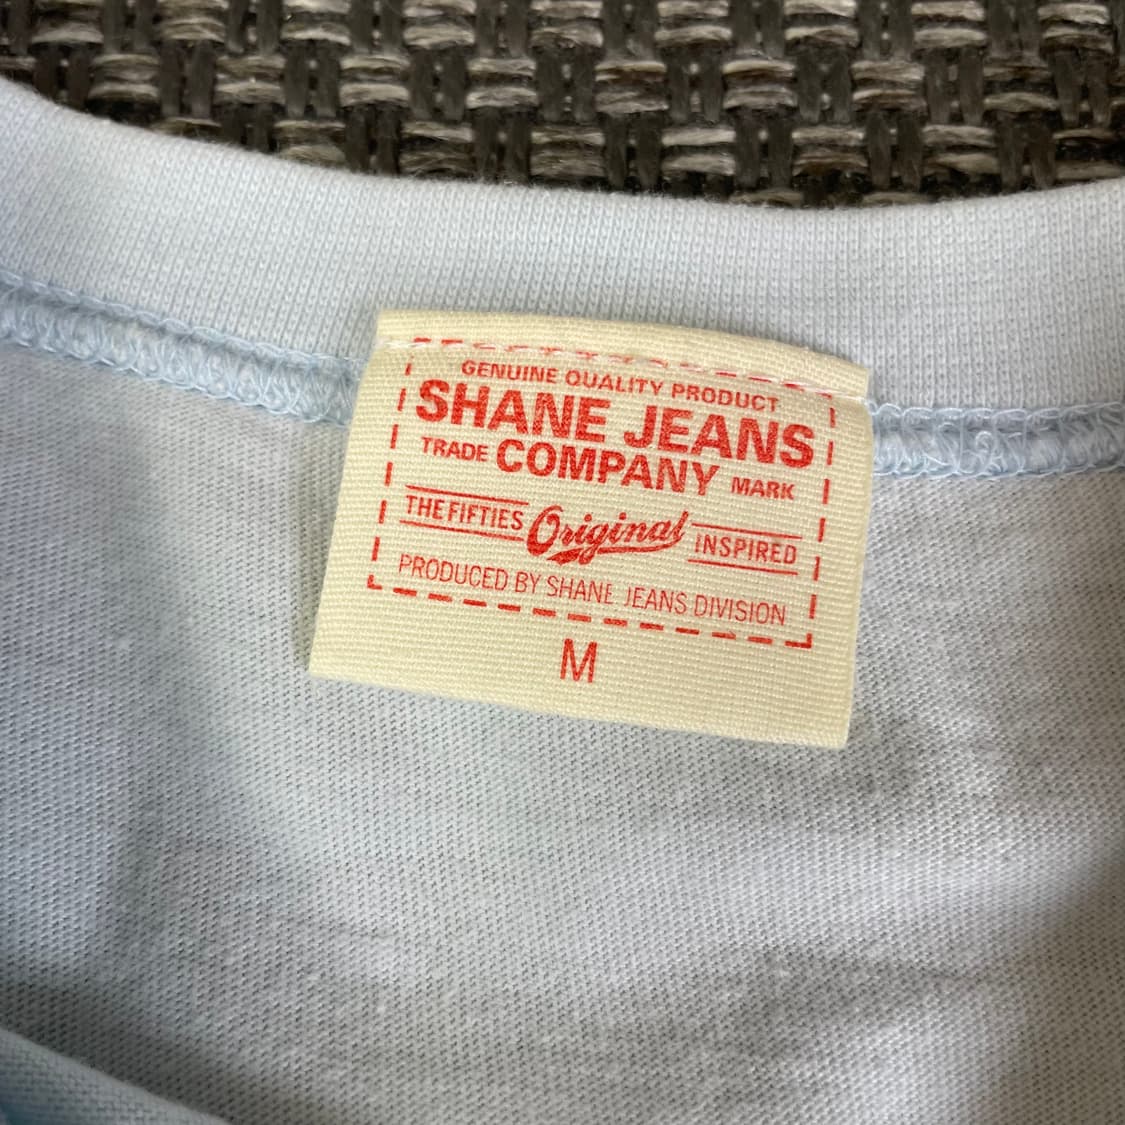 GENUINE QUALITY PRODUCT
SHANE JEANS
TRADE COMPANY MARK
THE FIFTIES Original INSPIRED
PRODUCED BY SHANE JEANS DIVISION
M